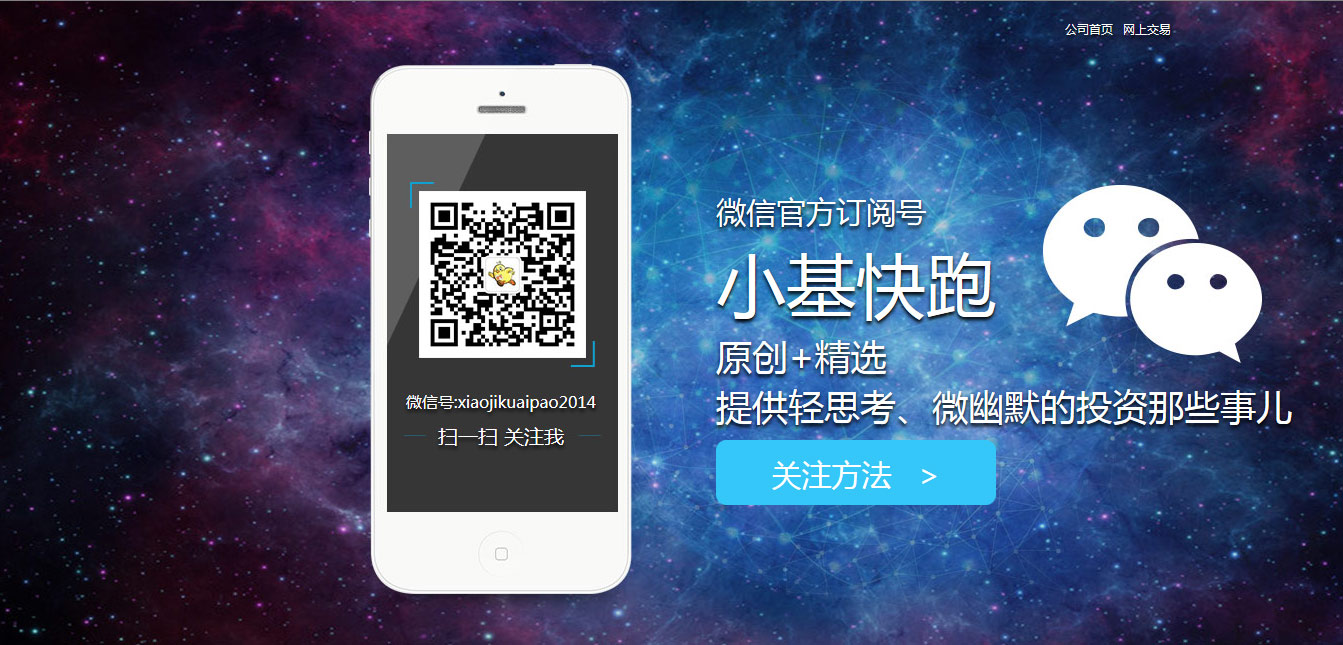 公司首页 网上交易
微信官方订阅号
小基快跑
原创+精选
提供轻思考、微幽默的投资那些事儿
关注方法 >
微信号:xiaojikuaipao2014
扫一扫 关注我